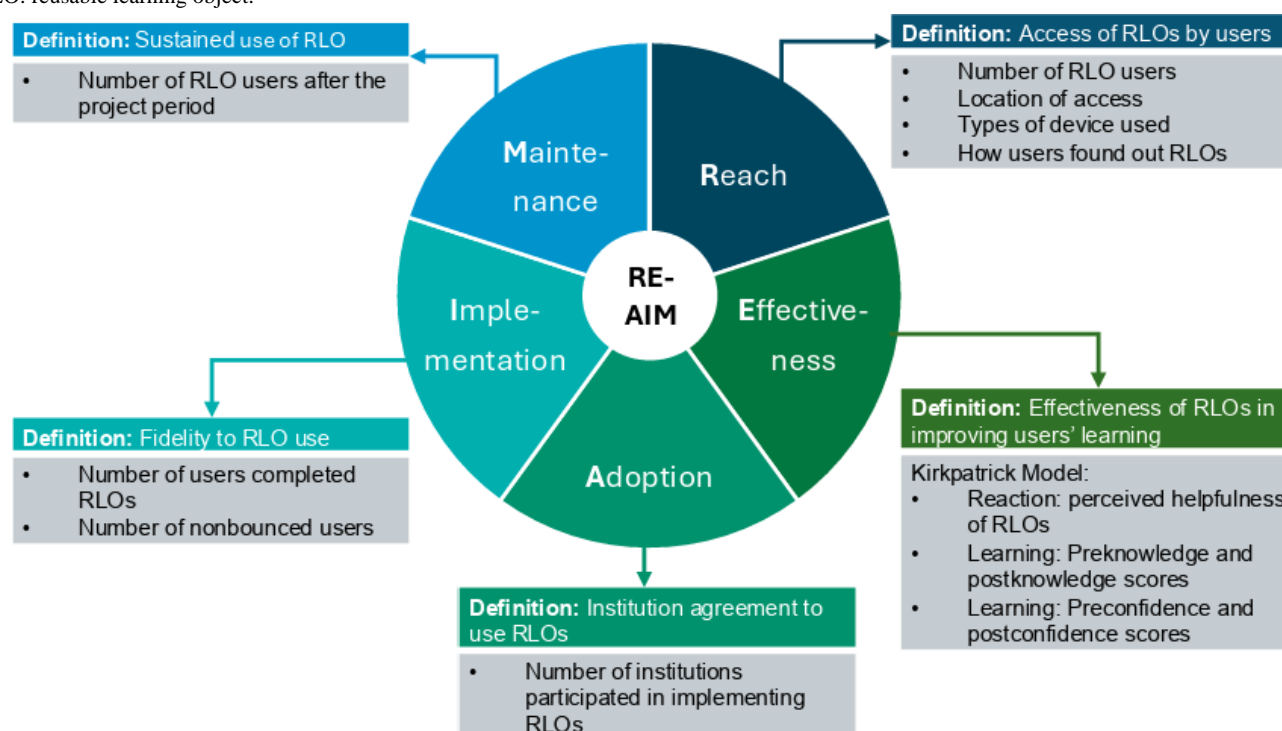 RLO: reusable learning object.
Definition: Sustained use of RLO
• Number of RLO users after the
project period
Definition: Access of RLOs by users
• Number of RLO users
• Location of access
• Types of device used
• How users found out RLOs
Mainte-
nance
Reach
RE-
AIM
Imple-
mentation
Effective-
ness
Adoption
Definition: Fidelity to RLO use
• Number of users completed
RLOs
• Number of nonbounced users
Definition: Effectiveness of RLOs in
improving users’ learning
Kirkpatrick Model:
• Reaction: perceived helpfulness
of RLOs
• Learning: Preknowledge and
postknowledge scores
• Learning: Preconfidence and
postconfidence scores
Definition: Institution agreement to
use RLOs
• Number of institutions
participated in implementing
RLOs